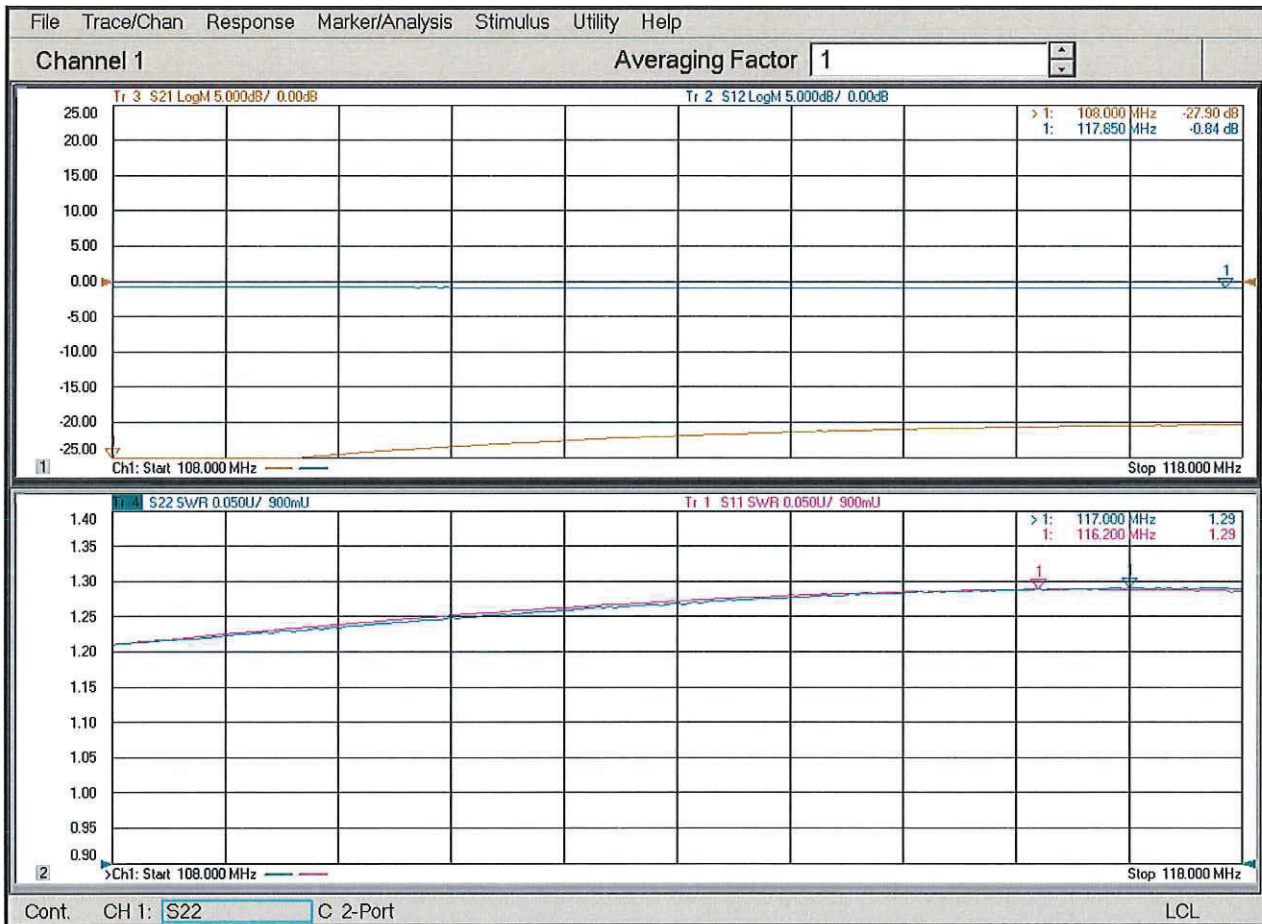 File Trace/Chan Response Marker/Analysis Stimulus Utility Help
Channel 1 Averaging Factor 1
Tr 3 S21 LogM 5.000dB/ 0.00dB Tr 2 S12 LogM 5.000dB/ 0.00dB
> 1: 108.000 MHz -27.90 dB
1: 117.850 MHz -0.84 dB
25.00
20.00
15.00
10.00
5.00
0.00
-5.00
-10.00
-15.00
-20.00
-25.00
1
1 Ch1: Start 108.000 MHz Stop 118.000 MHz
Tr 4 S22 SWR 0.050U/ 900mU Tr 1 S11 SWR 0.050U/ 900mU
> 1: 117.000 MHz 1.29
1: 116.200 MHz 1.29
1.40
1.35
1.30
1.25
1.20
1.15
1.10
1.05
1.00
0.95
0.90
1 1
2 >Ch1: Start 108.000 MHz Stop 118.000 MHz
Cont. CH 1: S22 C 2-Port LCL